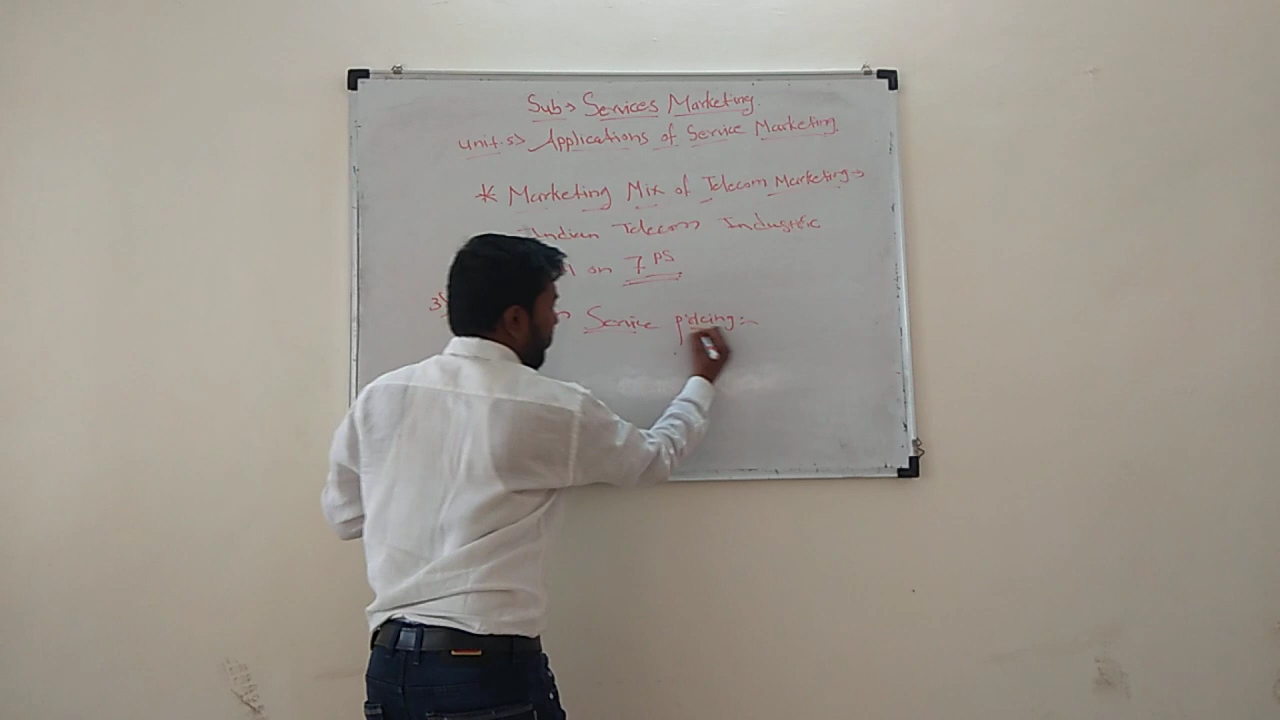 Sub→ Services Marketing.
Unit-5→ Applications of Service Marketing.
* Marketing Mix of Telecom Marketing→
Indian Telecom
on 7 PS
3) Service pricing:-